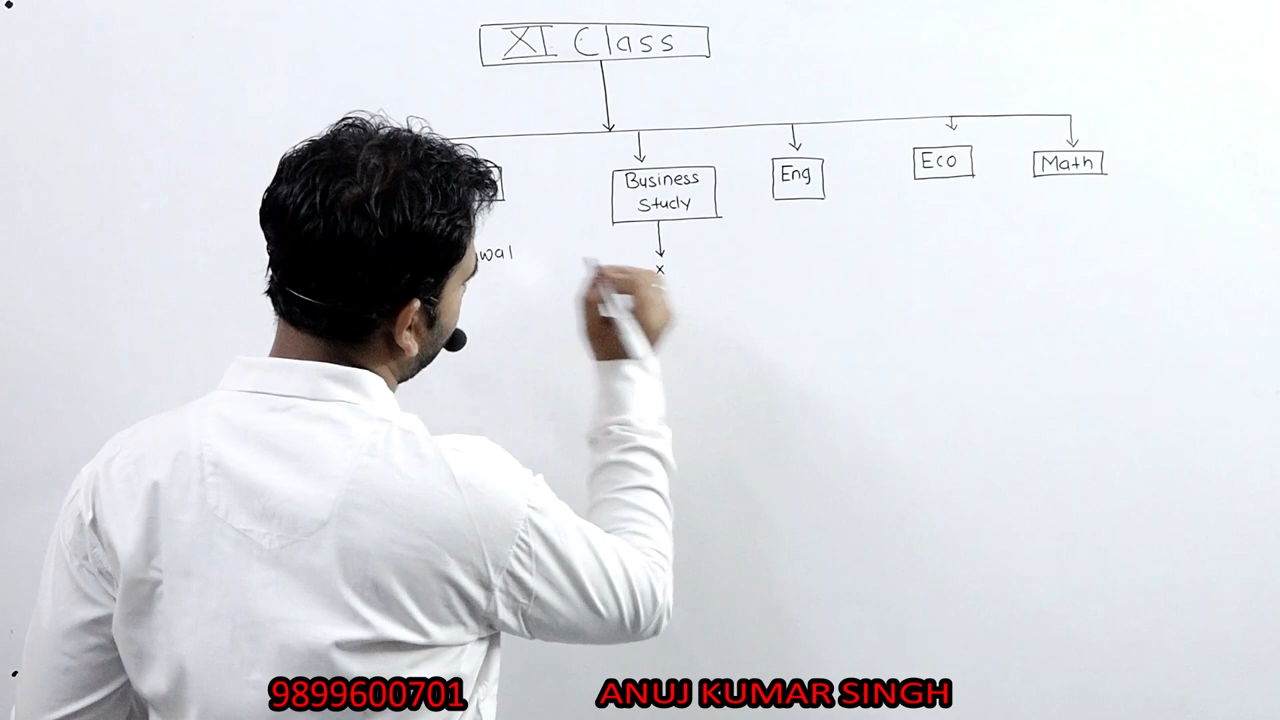 XI Class
Business
Study
Eng
Eco
Math
wal
x
9899600701
ANUJ KUMAR SINGH